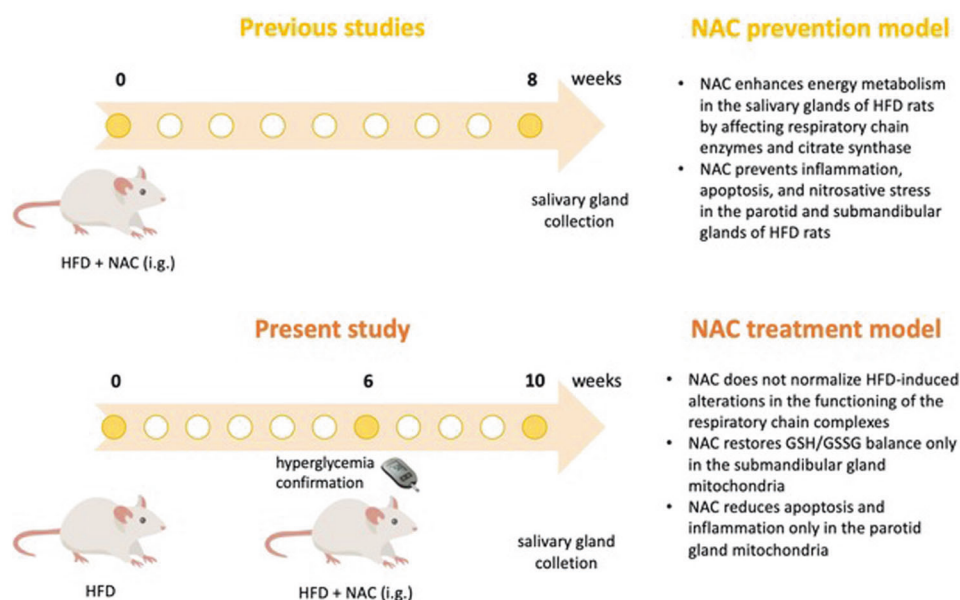 Previous studies
0
8
weeks
salivary gland
collection
HFD + NAC (i.g.)
NAC prevention model
• NAC enhances energy metabolism
in the salivary glands of HFD rats
by affecting respiratory chain
enzymes and citrate synthase
• NAC prevents inflammation,
apoptosis, and nitrosative stress
in the parotid and submandibular
glands of HFD rats
Present study
0
6
10
weeks
hyperglycemia
confirmation
salivary gland
colletion
HFD
HFD + NAC (i.g.)
NAC treatment model
• NAC does not normalize HFD-induced
alterations in the functioning of the
respiratory chain complexes
• NAC restores GSH/GSSG balance only
in the submandibular gland
mitochondria
• NAC reduces apoptosis and
inflammation only in the parotid
gland mitochondria